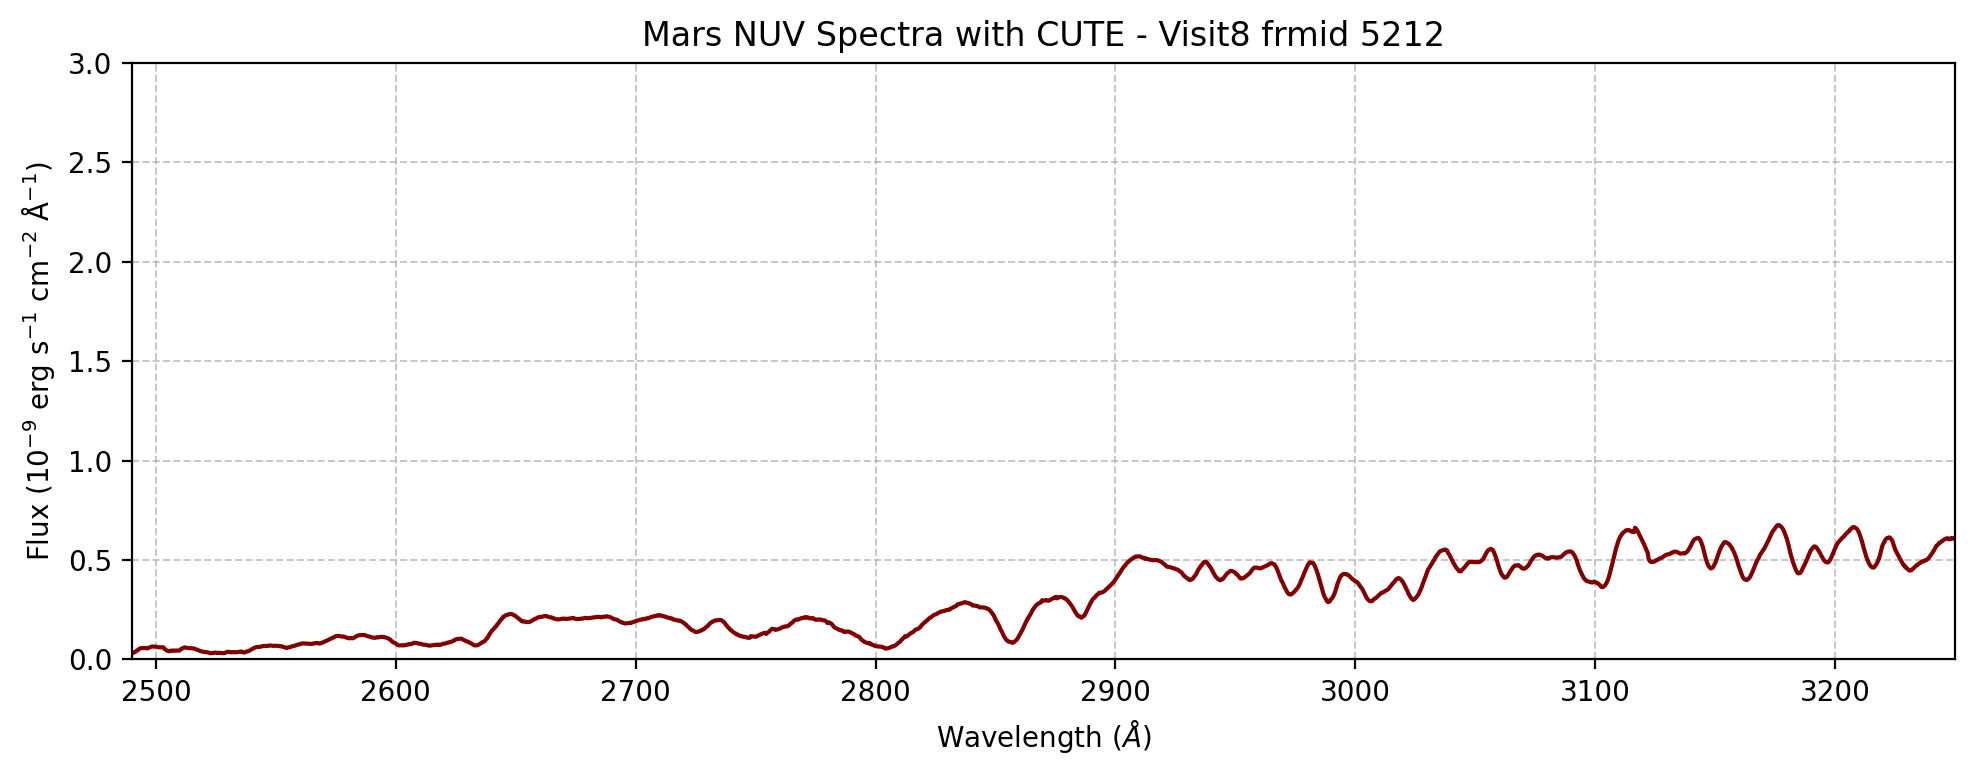 Mars NUV Spectra with CUTE - Visit8 frmid 5212
Flux (10⁻⁹ erg s⁻¹ cm⁻² Å⁻¹)
3.0
2.5
2.0
1.5
1.0
0.5
0.0
2500 2600 2700 2800 2900 3000 3100 3200
Wavelength (Å)